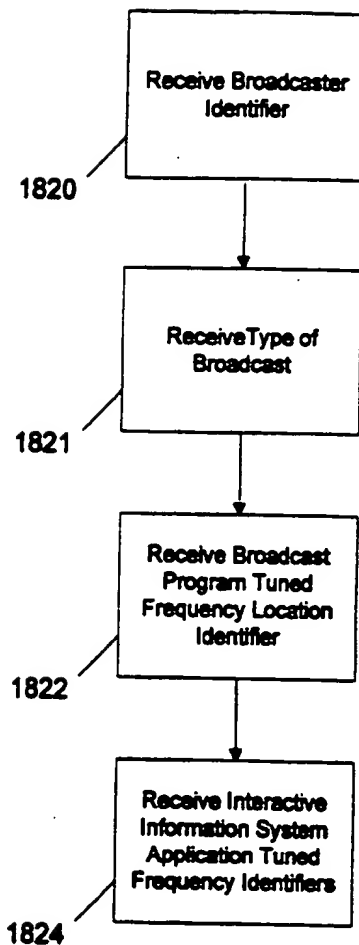 Receive Broadcaster
Identifier
1820
ReceiveType of
Broadcast
1821
Receive Broadcast
Program Tuned
Frequency Location
Identifier
1822
Receive Interactive
Information System
Application Tuned
Frequency Identifiers
1824